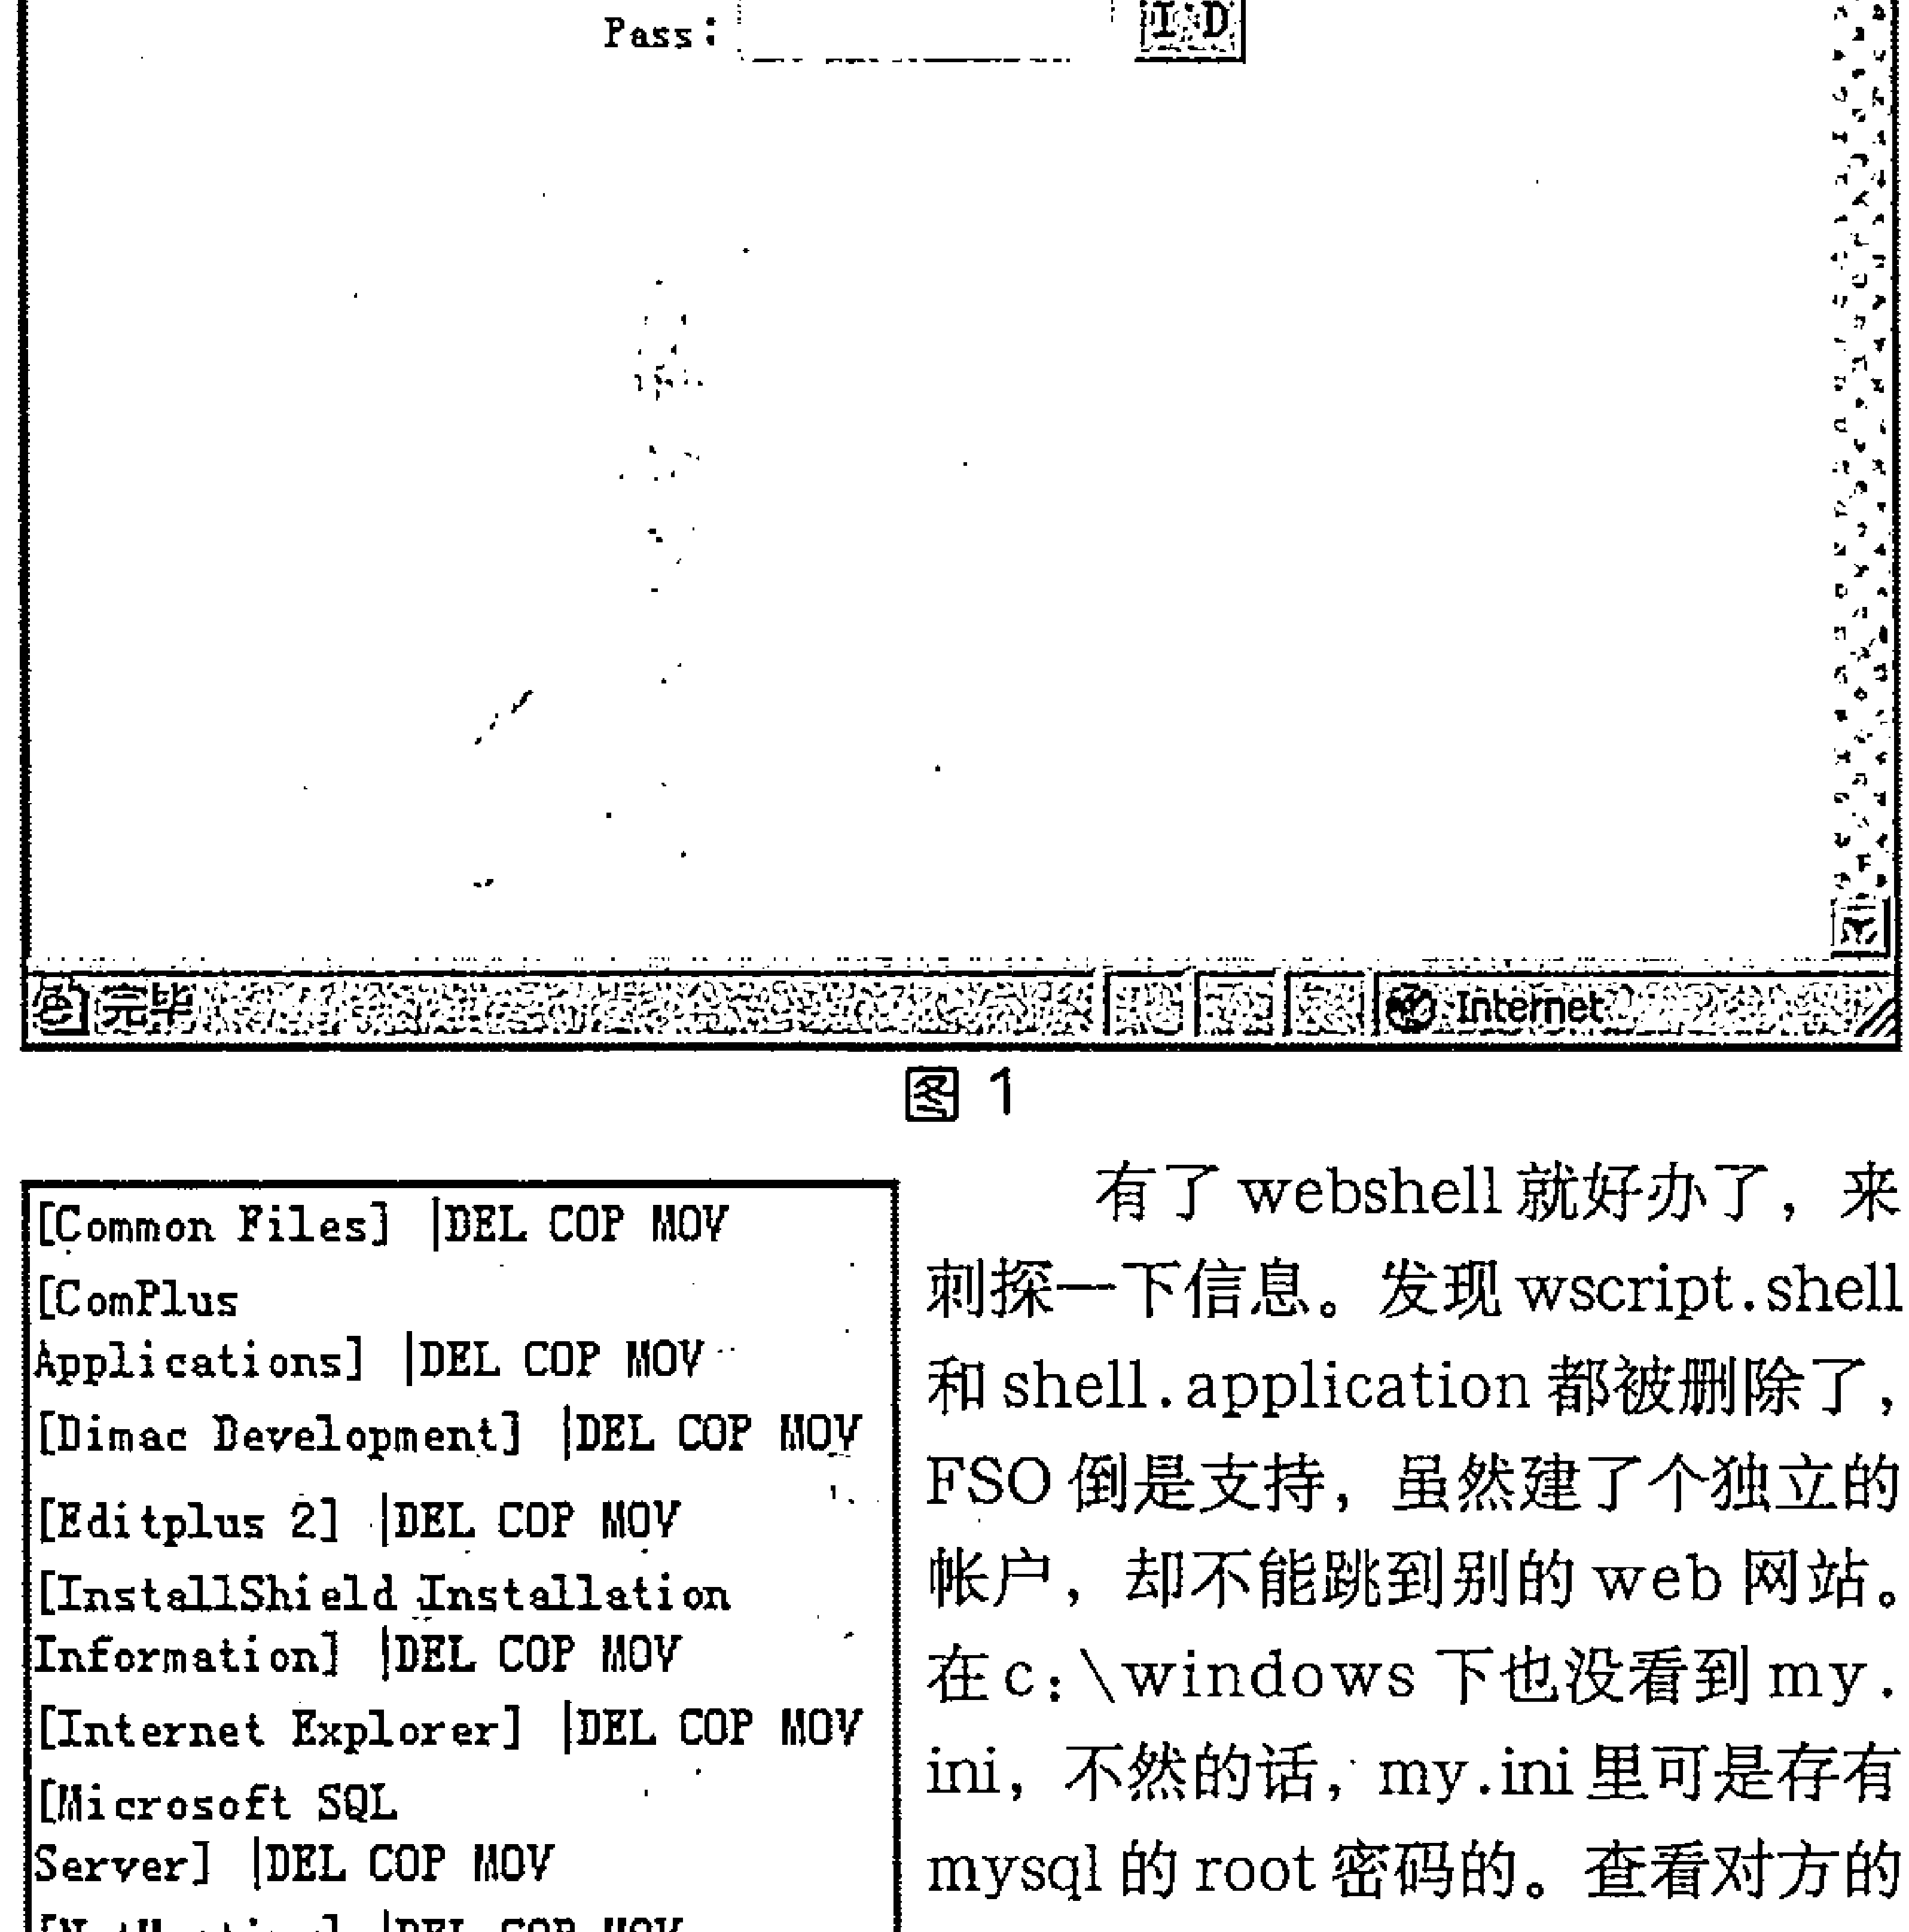 Pass:
完毕
Internet
图 1
[Common Files] |DEL COP MOV
[ComPlus
Applications] |DEL COP MOV
[Dimac Development] |DEL COP MOV
[Editplus 2] |DEL COP MOV
[InstallShield Installation
Information] |DEL COP MOV
[Internet Explorer] |DEL COP MOV
[Microsoft SQL
Server] |DEL COP MOV
|DEL COP MOV
有了 webshell 就好办了，来
刺探一下信息。发现 wscript.shell
和 shell.application 都被删除了，
FSO 倒是支持，虽然建了个独立的
帐户，却不能跳到别的 web 网站。
在 c:\windows 下也没看到 my.
ini，不然的话，my.ini 里可是存有
mysql 的 root 密码的。查看对方的